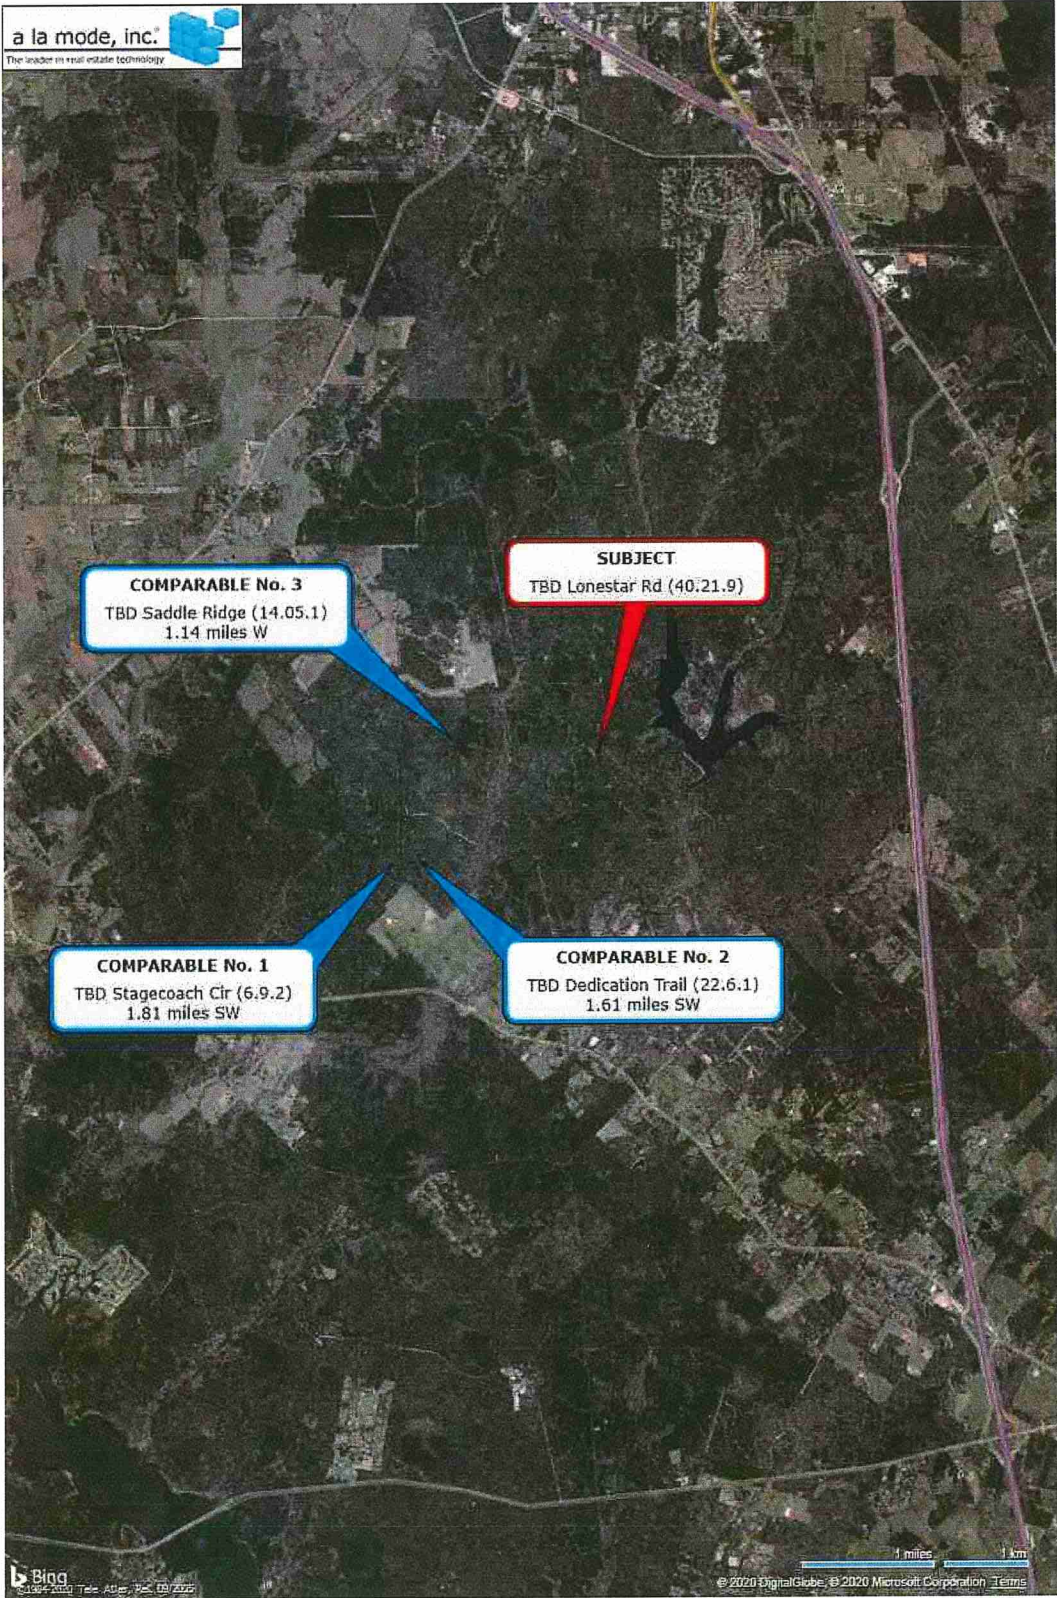 a la mode, inc.
The leader in real estate technology
SUBJECT
TBD Lonestar Rd (40.21.9)
COMPARABLE No. 3
TBD Saddle Ridge (14.05.1)
1.14 miles W
COMPARABLE No. 1
TBD Stagecoach Cir (6.9.2)
1.81 miles SW
COMPARABLE No. 2
TBD Dedication Trail (22.6.1)
1.61 miles SW
1 miles
1 km
Bing
© 2020 DigitalGlobe, © 2020 Microsoft Corporation Terms